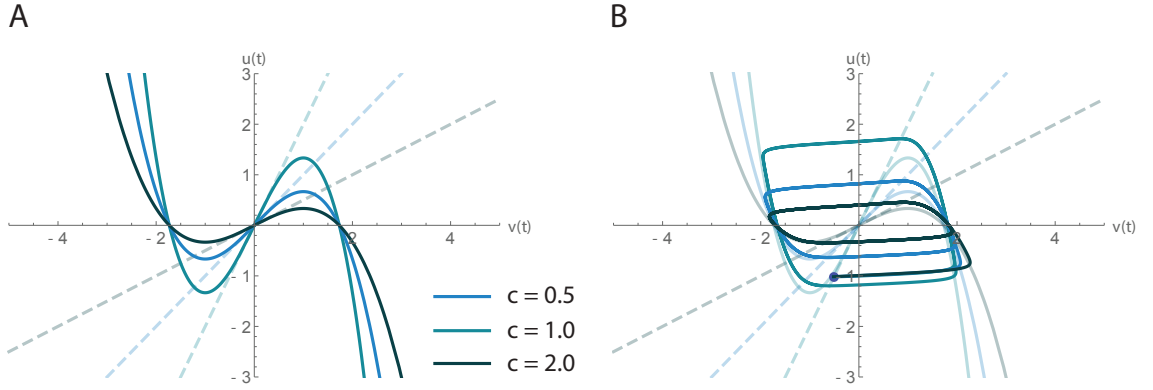 A
B
u(t)
3
2
1
- 4
- 2
2
4
v(t)
- 1
- 2
- 3
c = 0.5
c = 1.0
c = 2.0
u(t)
3
2
1
- 4
- 2
2
4
v(t)
- 1
- 2
- 3